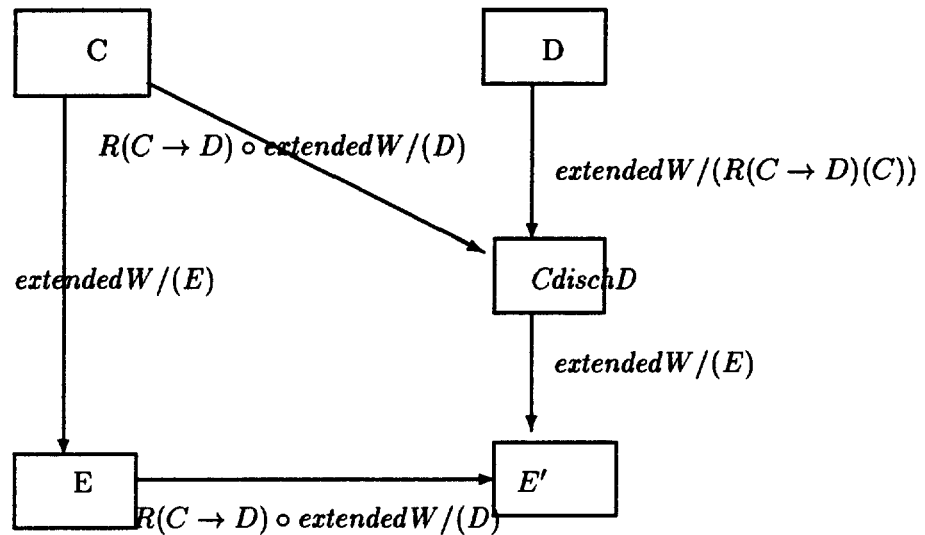 C
D
R(C → D) ∘ extendedW/(D)
extendedW/(R(C → D)(C))
extendedW/(E)
CdischD
extendedW/(E)
E
E′
R(C → D) ∘ extendedW/(D)